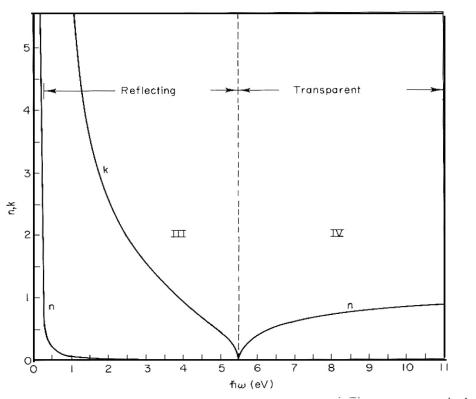 5
Reflecting
Transparent
4
k
3
n,k
III
IV
2
1
n
n
0
0 1 2 3 4 5 6 7 8 9 10 11
ħω (eV)